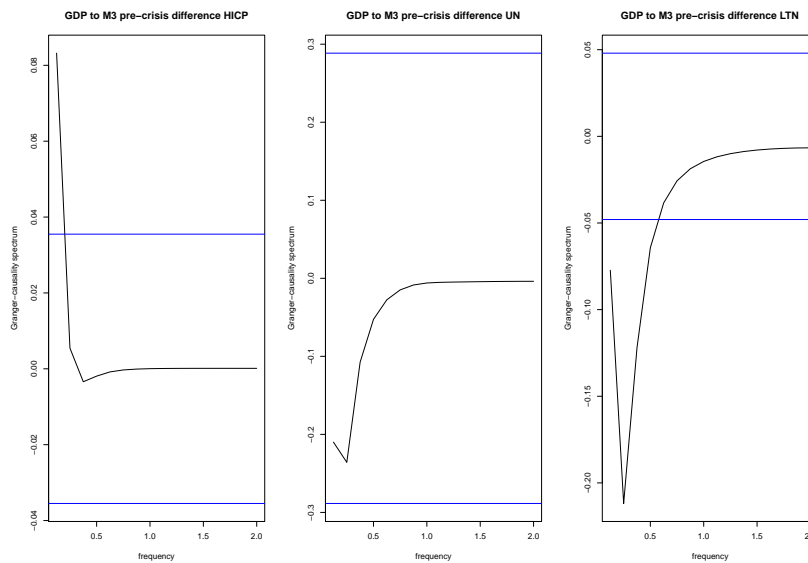 GDP to M3 pre−crisis difference HICP
Granger−causality spectrum
0.08
0.06
0.04
0.02
0.00
−0.02
−0.04
0.5 1.0 1.5 2.0
frequency
GDP to M3 pre−crisis difference UN
Granger−causality spectrum
0.3
0.2
0.1
0.0
−0.1
−0.2
−0.3
0.5 1.0 1.5 2.0
frequency
GDP to M3 pre−crisis difference LTN
Granger−causality spectrum
0.05
0.00
−0.05
−0.10
−0.15
−0.20
0.5 1.0 1.5
frequency